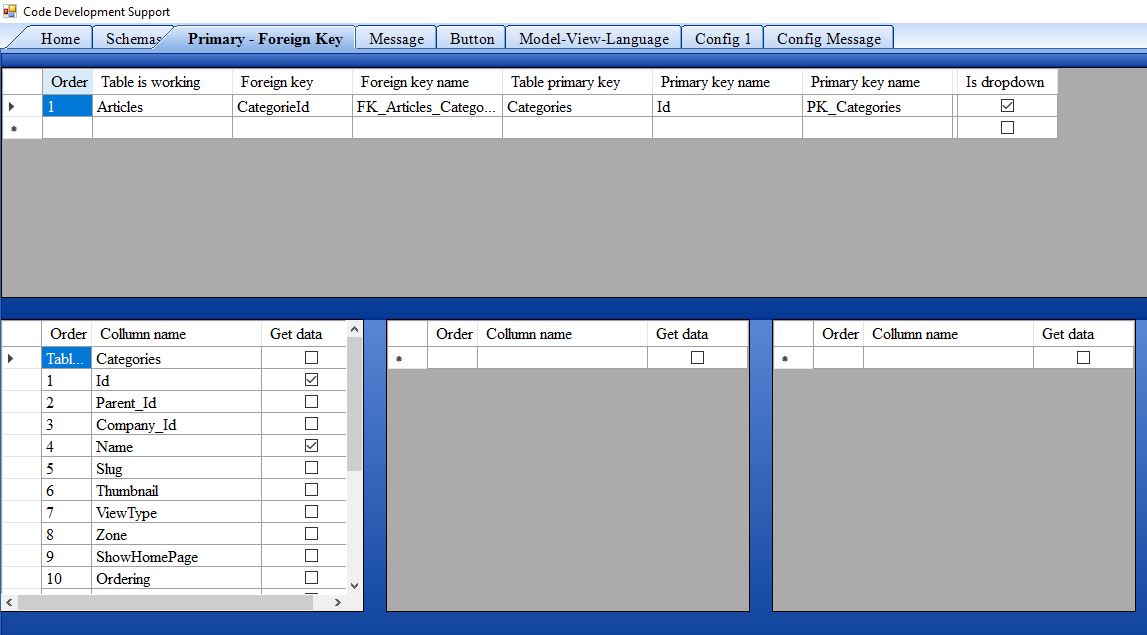 Code Development Support
Home Schemas Primary - Foreign Key Message Button Model-View-Language Config 1 Config Message
Order Table is working Foreign key Foreign key name Table primary key Primary key name Primary key name Is dropdown
1 Articles CategorieId FK_Articles_Catego... Categories Id PK_Categories
Order Collumn name Get data
Tabl... Categories
1 Id
2 Parent_Id
3 Company_Id
4 Name
5 Slug
6 Thumbnail
7 ViewType
8 Zone
9 ShowHomePage
10 Ordering
Order Collumn name Get data
Order Collumn name Get data